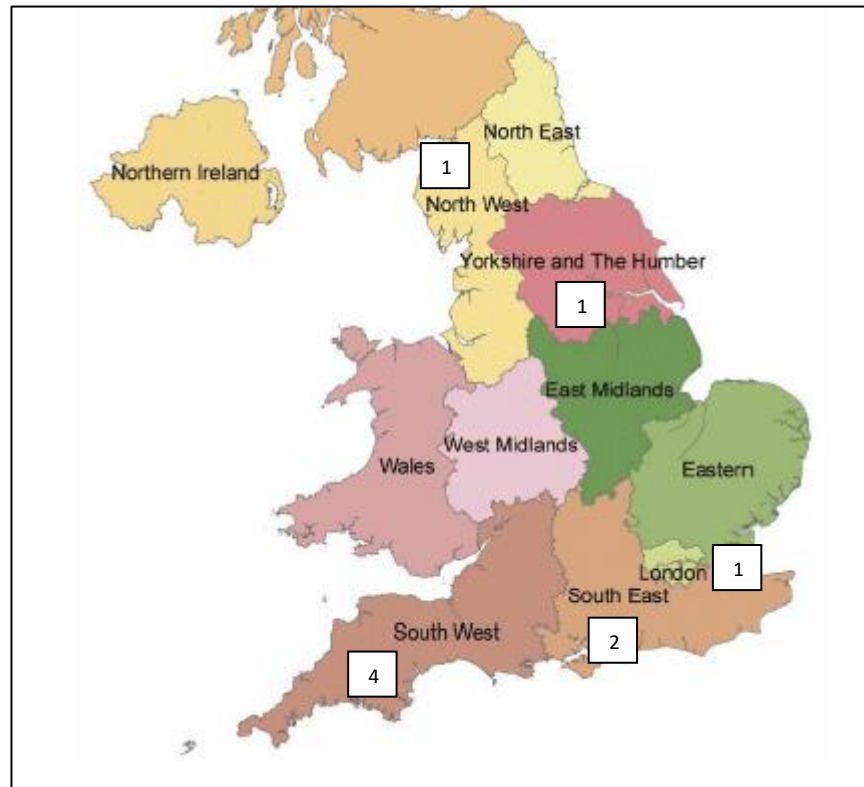 North East
1
Northern Ireland
North West
Yorkshire and The Humber
1
East Midlands
West Midlands
Wales
Eastern
London
1
South East
South West
2
4